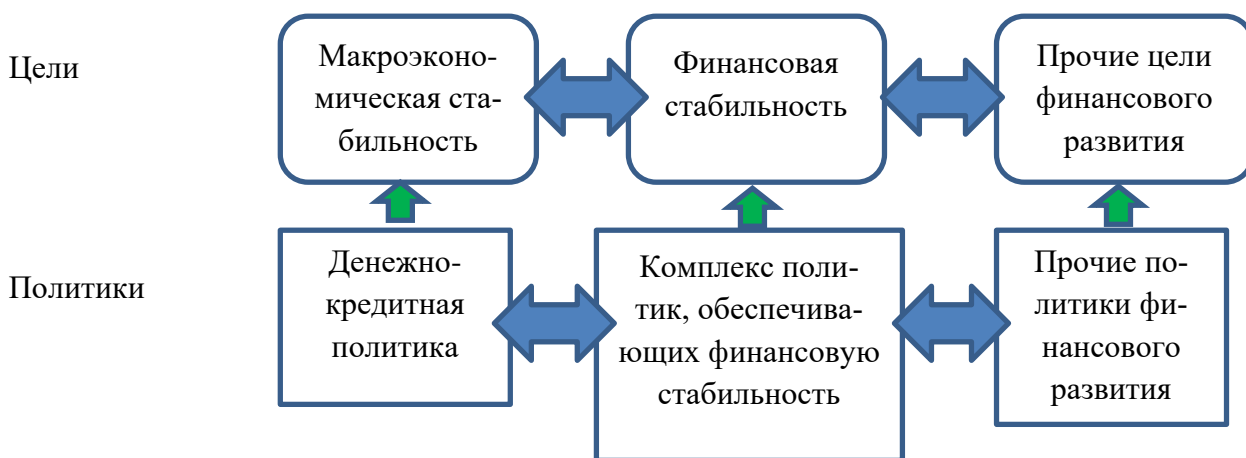 Цели
Макроэконо-
мическая ста-
бильность
Финансовая
стабильность
Прочие цели
финансового
развития
Политики
Денежно-
кредитная
политика
Комплекс поли-
тик, обеспечива-
ющих финансовую
стабильность
Прочие по-
литики фи-
нансового
развития